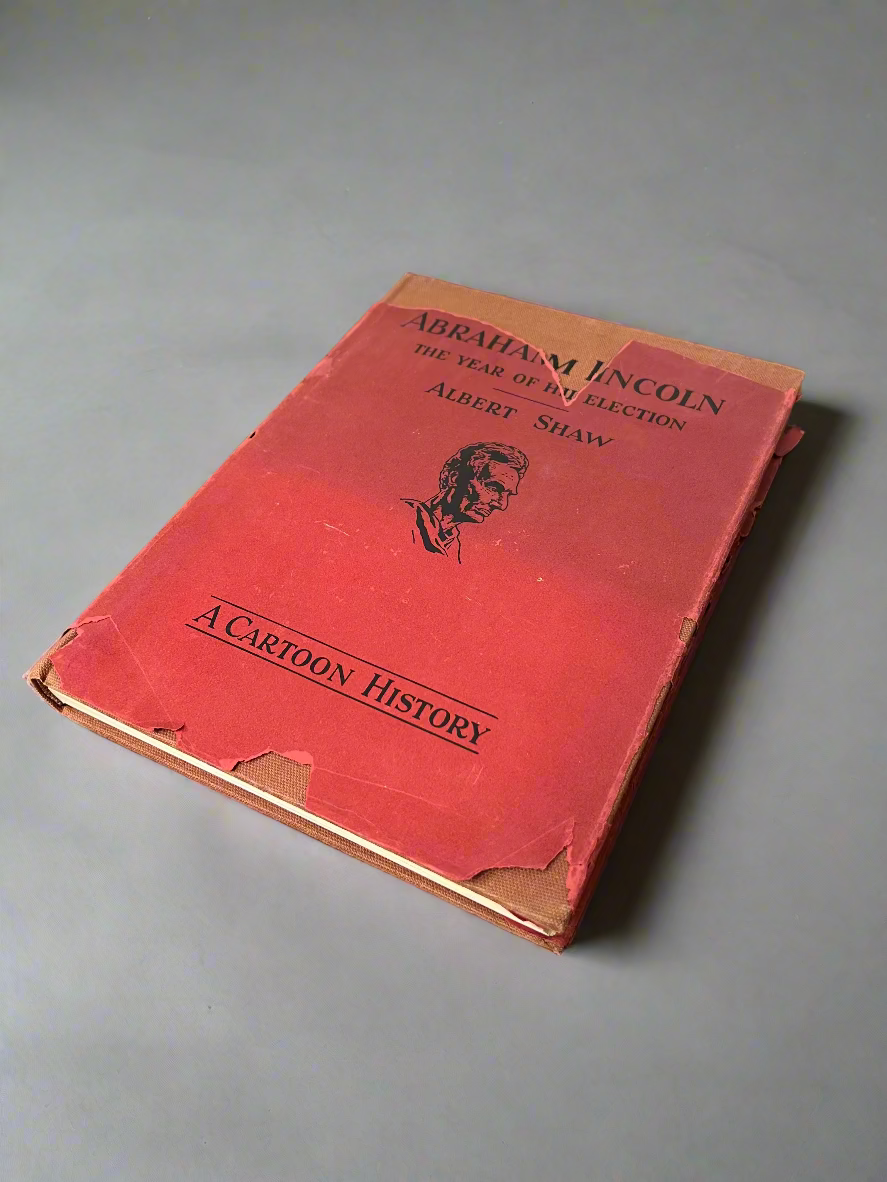 ABRAHAM LINCOLN
THE YEAR OF HIS ELECTION
ALBERT SHAW
A CARTOON HISTORY